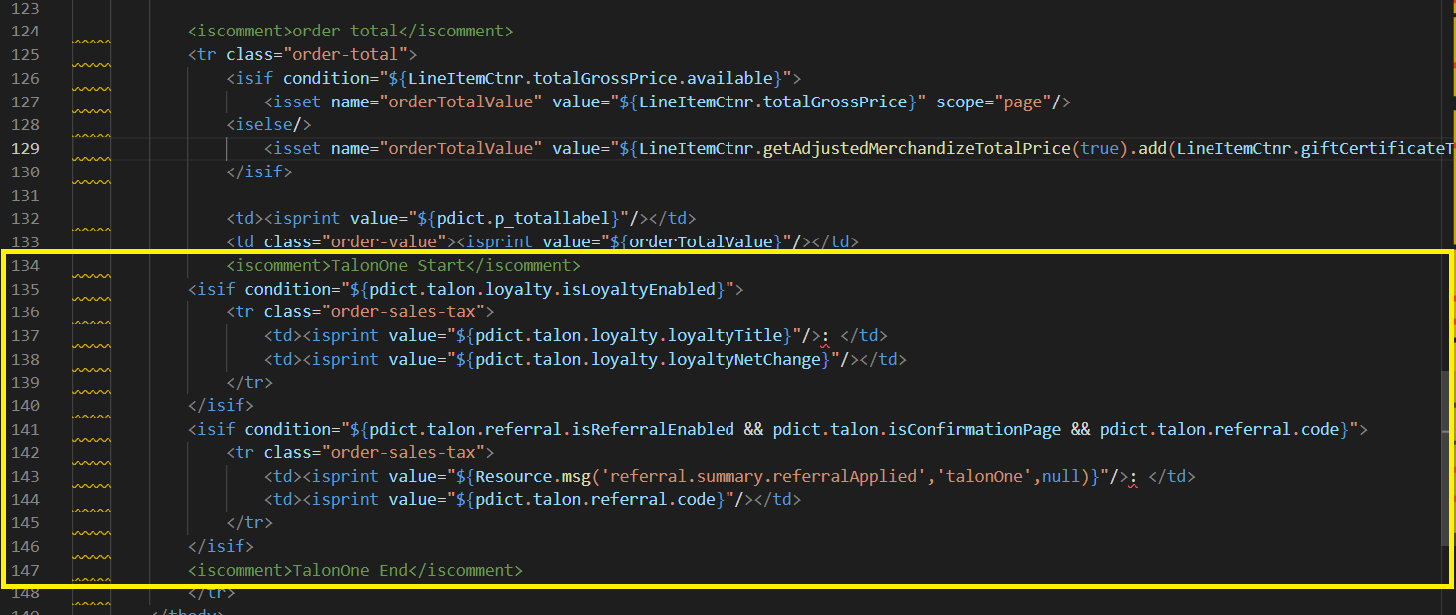 123
124 <iscomment>order total</iscomment>
125 <tr class="order-total">
126 <isif condition="${LineItemCtnr.totalGrossPrice.available}">
127 <isset name="orderTotalValue" value="${LineItemCtnr.totalGrossPrice}" scope="page"/>
128 <iselse/>
129 <isset name="orderTotalValue" value="${LineItemCtnr.getAdjustedMerchandizeTotalPrice(true).add(LineItemCtnr.giftCertificateT
130 </isif>
131
132 <td><isprint value="${pdict.p_totallabel}"/></td>
133 <td class="order-value"><isprint value="${orderTotalValue}"/></td>
134 <iscomment>TalonOne Start</iscomment>
135 <isif condition="${pdict.talon.loyalty.isLoyaltyEnabled}">
136 <tr class="order-sales-tax">
137 <td><isprint value="${pdict.talon.loyalty.loyaltyTitle}"/>: </td>
138 <td><isprint value="${pdict.talon.loyalty.loyaltyNetChange}"/></td>
139 </tr>
140 </isif>
141 <isif condition="${pdict.talon.referral.isReferralEnabled && pdict.talon.isConfirmationPage && pdict.talon.referral.code}">
142 <tr class="order-sales-tax">
143 <td><isprint value="${Resource.msg('referral.summary.referralApplied','talonOne',null)}"/>: </td>
144 <td><isprint value="${pdict.talon.referral.code}"/></td>
145 </tr>
146 </isif>
147 <iscomment>TalonOne End</iscomment>
148 </tr>
149 </tbody>